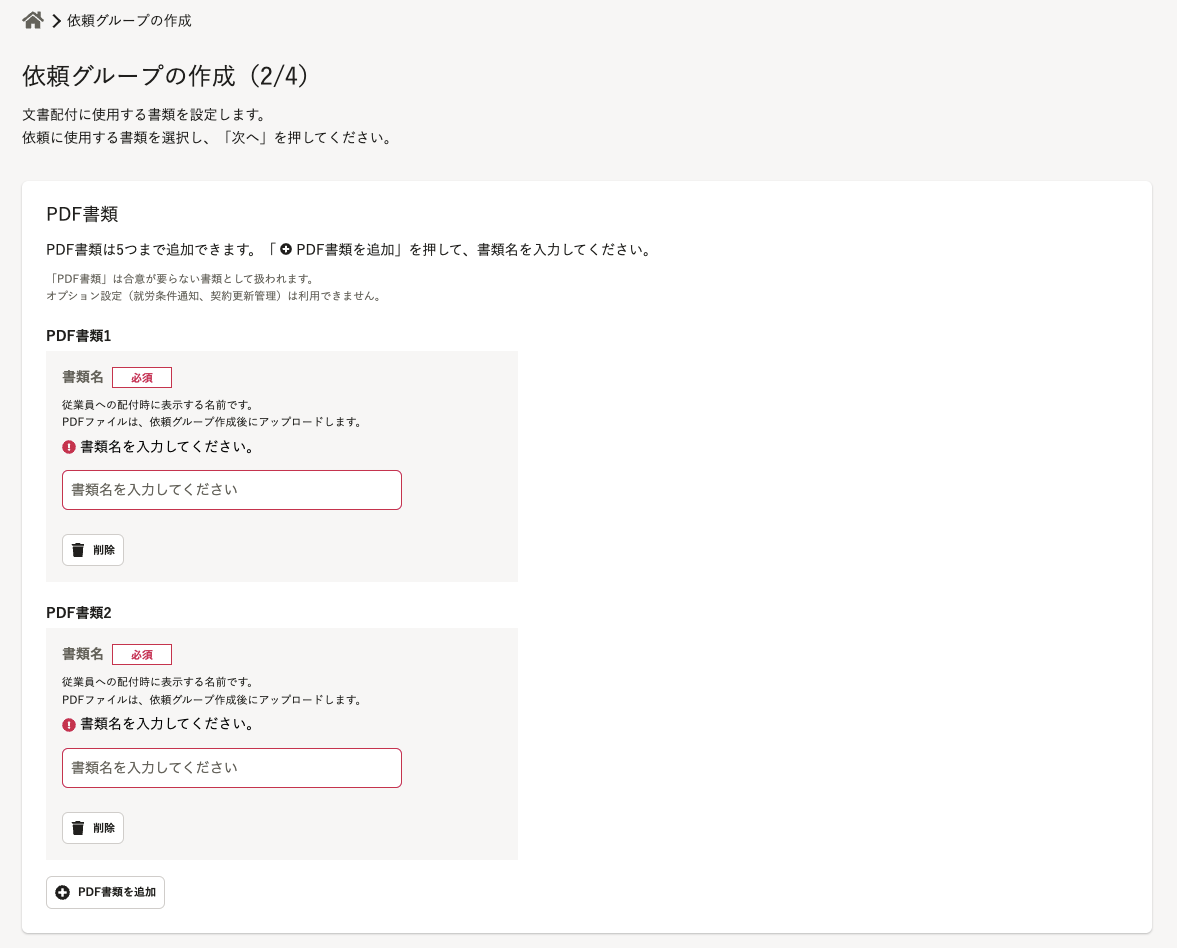 依頼グループの作成
依頼グループの作成（2/4）
文書配付に使用する書類を設定します。
依頼に使用する書類を選択し、「次へ」を押してください。
PDF書類
PDF書類は5つまで追加できます。「 PDF書類を追加」を押して、書類名を入力してください。
「PDF書類」は合意が要らない書類として扱われます。
オプション設定（就労条件通知、契約更新管理）は利用できません。
PDF書類1
書類名 必須
従業員への配付時に表示する名前です。
PDFファイルは、依頼グループ作成後にアップロードします。
書類名を入力してください。
書類名を入力してください
削除
PDF書類2
書類名 必須
従業員への配付時に表示する名前です。
PDFファイルは、依頼グループ作成後にアップロードします。
書類名を入力してください。
書類名を入力してください
削除
PDF書類を追加